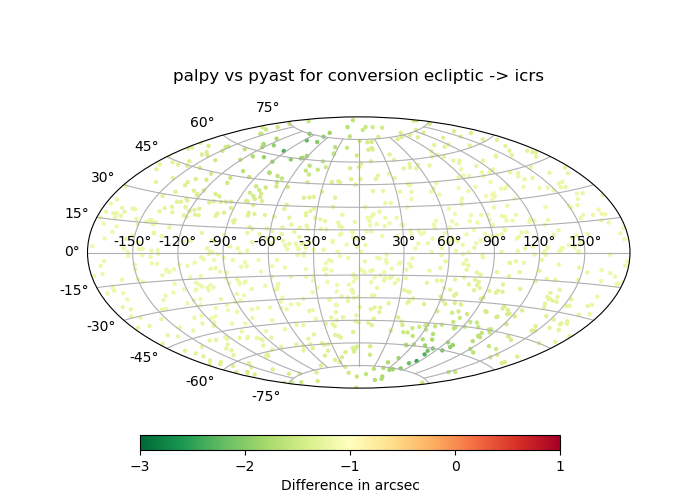 palpy vs pyast for conversion ecliptic -> icrs
75°
60°
45°
30°
15°
-150° -120° -90° -60° -30° 0° 30° 60° 90° 120° 150°
0°
-15°
-30°
-45°
-60°
-75°
−3 −2 −1 0 1
Difference in arcsec